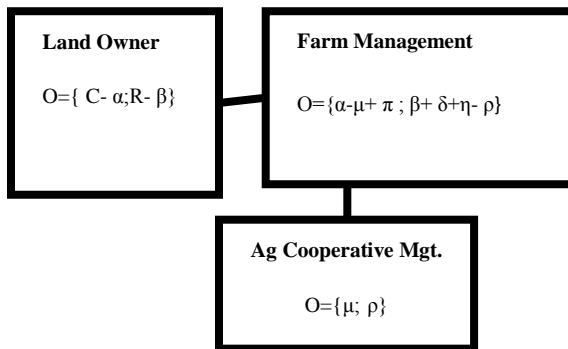 Land Owner
O={ C- α;R- β}
Farm Management
O={α-μ+ π ; β+ δ+η- ρ}
Ag Cooperative Mgt.
O={μ; ρ}